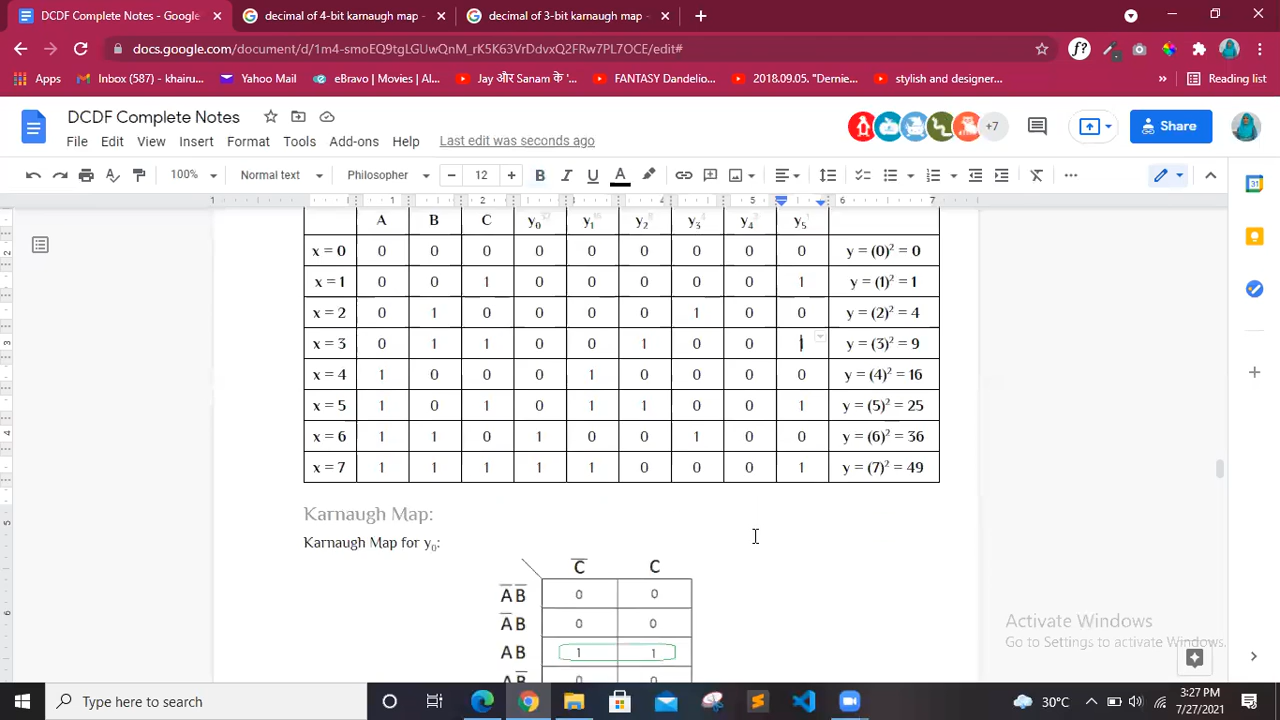 DCDF Complete Notes - Google
decimal of 4-bit karnaugh map -
decimal of 3-bit karnaugh map -
docs.google.com/document/d/1m4-smoEQ9tgLGUwQnM_rK5K63VrDdvxQ2FRw7PL7OCE/edit#
Apps Inbox (587) - khairu... Yahoo Mail eBravo | Movies | Al... Jay और Sanam के '... FANTASY Dandelio... 2018.09.05. "Dernie... stylish and designer... » Reading list
DCDF Complete Notes
+7
Share
File Edit View Insert Format Tools Add-ons Help Last edit was seconds ago
100% Normal text Philosopher 12
1 1 2 4 5 6 7
A B C y₀ y₁ y₂ y₃ y₄ y₅
x = 0 0 0 0 0 0 0 0 0 0 y = (0)² = 0
x = 1 0 0 1 0 0 0 0 0 1 y = (1)² = 1
x = 2 0 1 0 0 0 0 1 0 0 y = (2)² = 4
x = 3 0 1 1 0 0 1 0 0 1 y = (3)² = 9
x = 4 1 0 0 0 1 0 0 0 0 y = (4)² = 16
x = 5 1 0 1 0 1 1 0 0 1 y = (5)² = 25
x = 6 1 1 0 1 0 0 1 0 0 y = (6)² = 36
x = 7 1 1 1 1 1 0 0 0 1 y = (7)² = 49
Karnaugh Map:
Karnaugh Map for y₀:
C̅ C
A̅ B̅ 0 0
A̅ B 0 0
A B 1 1
A B̅ 0 0
Activate Windows
Go to Settings to activate Windows.
Type here to search
30°C
3:27 PM
7/27/2021